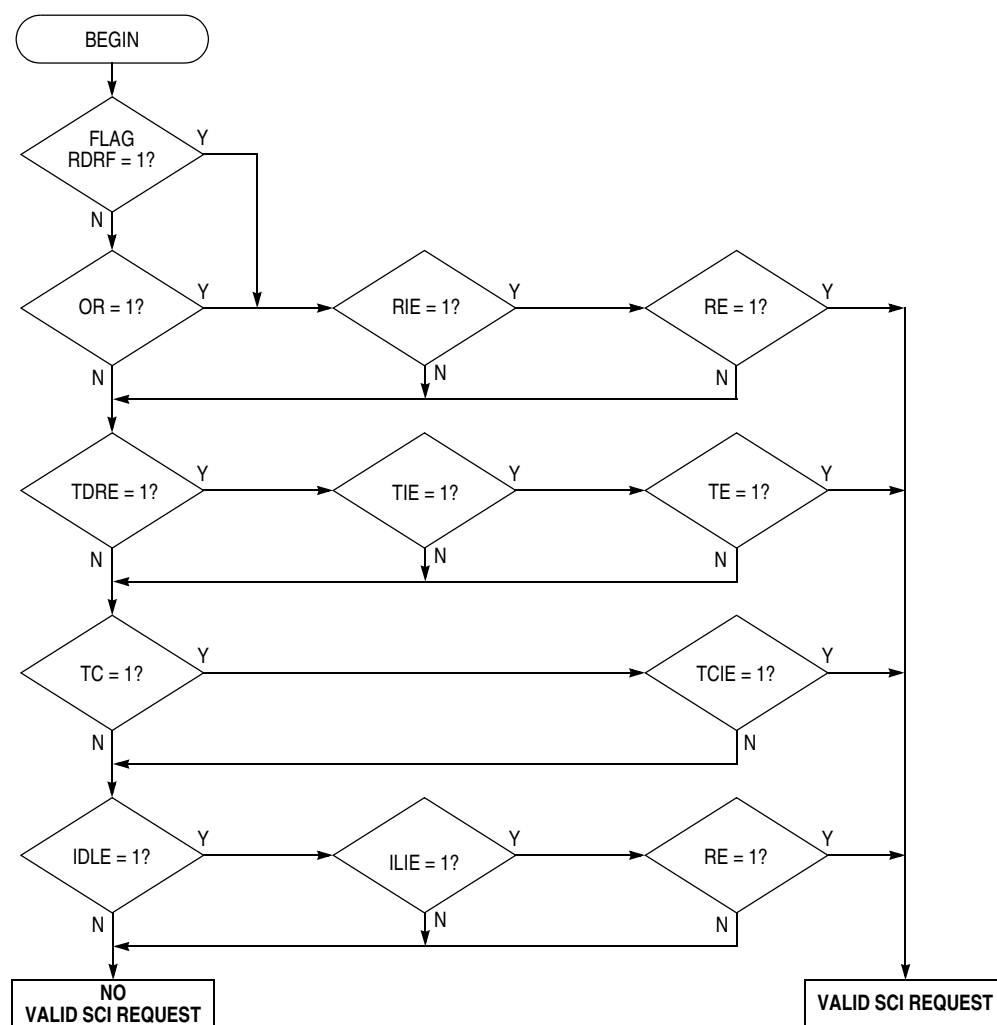 BEGIN
FLAG
RDRF = 1?
Y
N
OR = 1?
Y
N
RIE = 1?
Y
N
RE = 1?
Y
N
TDRE = 1?
Y
N
TIE = 1?
Y
N
TE = 1?
Y
N
TC = 1?
Y
N
TCIE = 1?
Y
N
IDLE = 1?
Y
N
ILIE = 1?
Y
N
RE = 1?
Y
N
NO
VALID SCI REQUEST
VALID SCI REQUEST